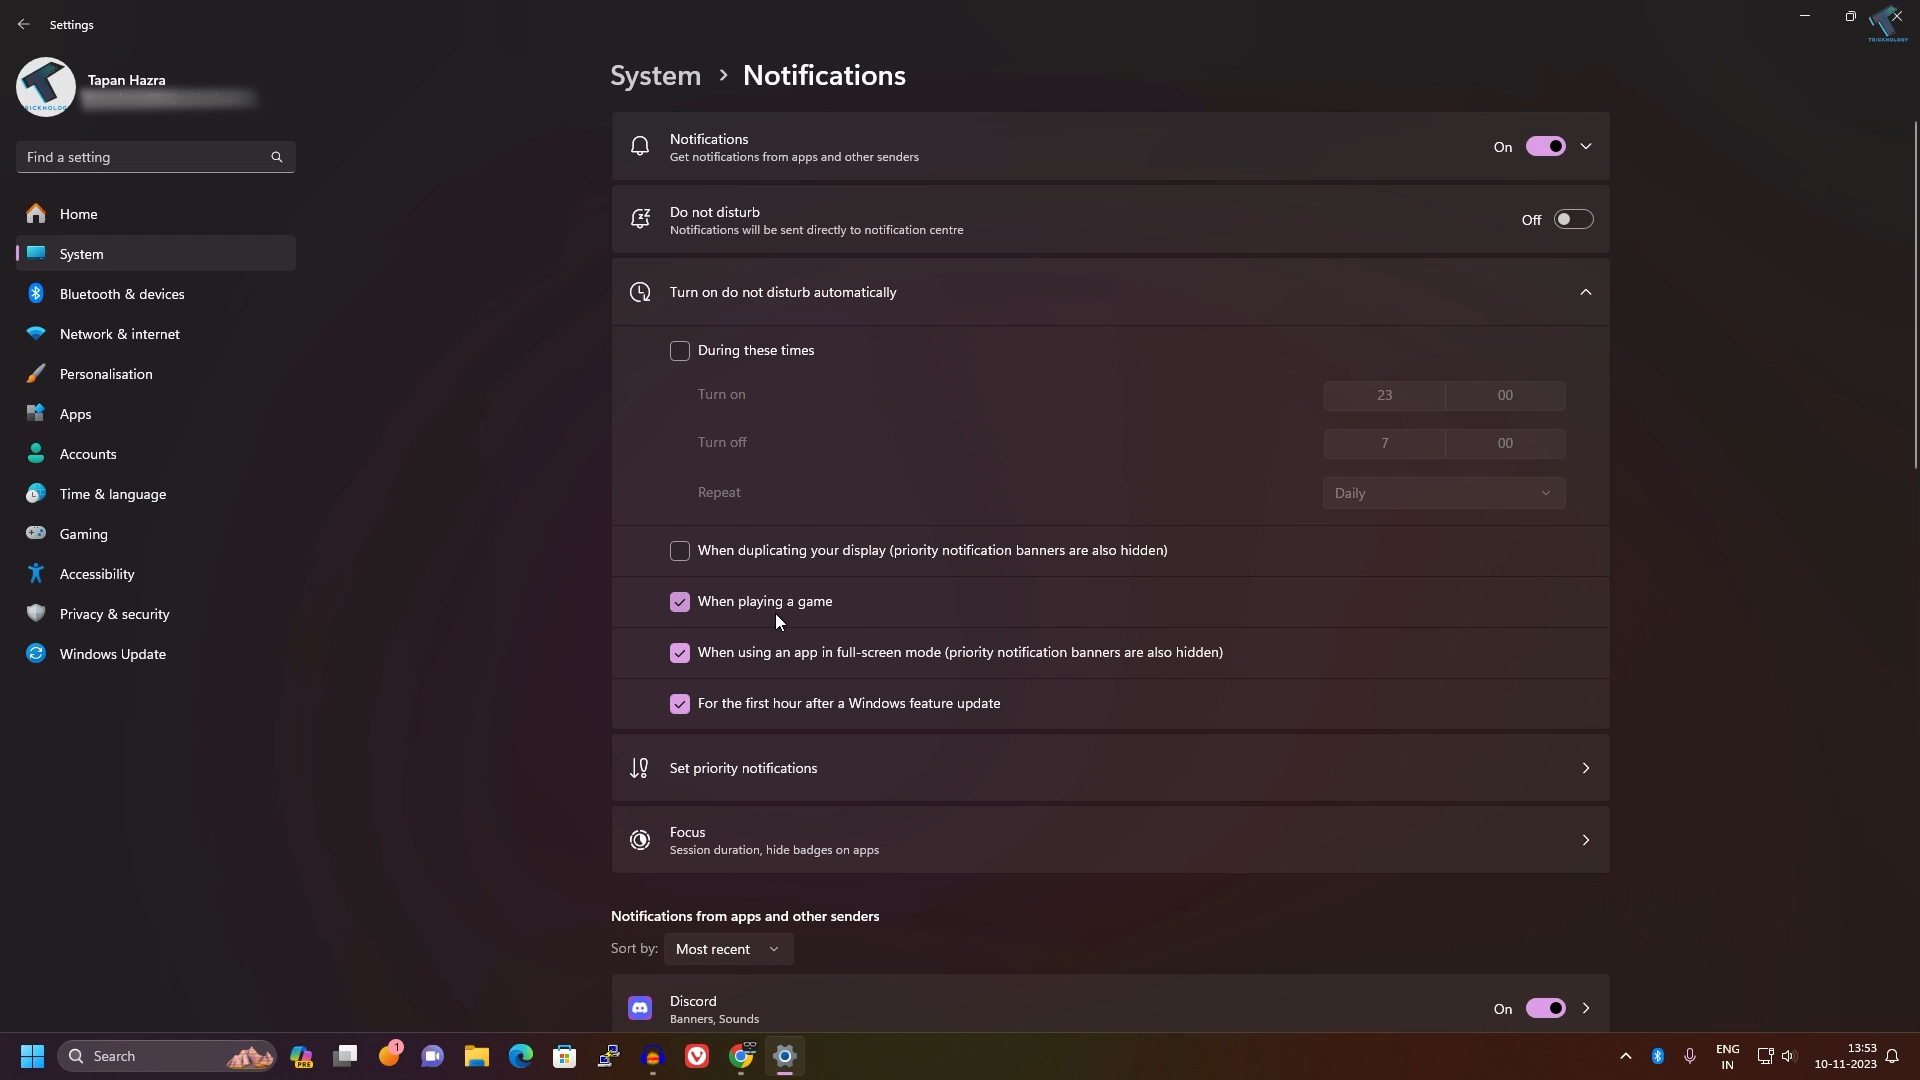 Settings
TRICKNOLOGY
Tapan Hazra
TRICKNOLOGY
Find a setting
Home
System
Bluetooth & devices
Network & internet
Personalisation
Apps
Accounts
Time & language
Gaming
Accessibility
Privacy & security
Windows Update
System > Notifications
Notifications
Get notifications from apps and other senders
On
Do not disturb
Notifications will be sent directly to notification centre
Off
Turn on do not disturb automatically
During these times
Turn on
23 00
Turn off
7 00
Repeat
Daily
When duplicating your display (priority notification banners are also hidden)
When playing a game
When using an app in full-screen mode (priority notification banners are also hidden)
For the first hour after a Windows feature update
Set priority notifications
Focus
Session duration, hide badges on apps
Notifications from apps and other senders
Sort by: Most recent
Discord
Banners, Sounds
On
Search
PRE
1
ENG
IN
13:53
10-11-2023